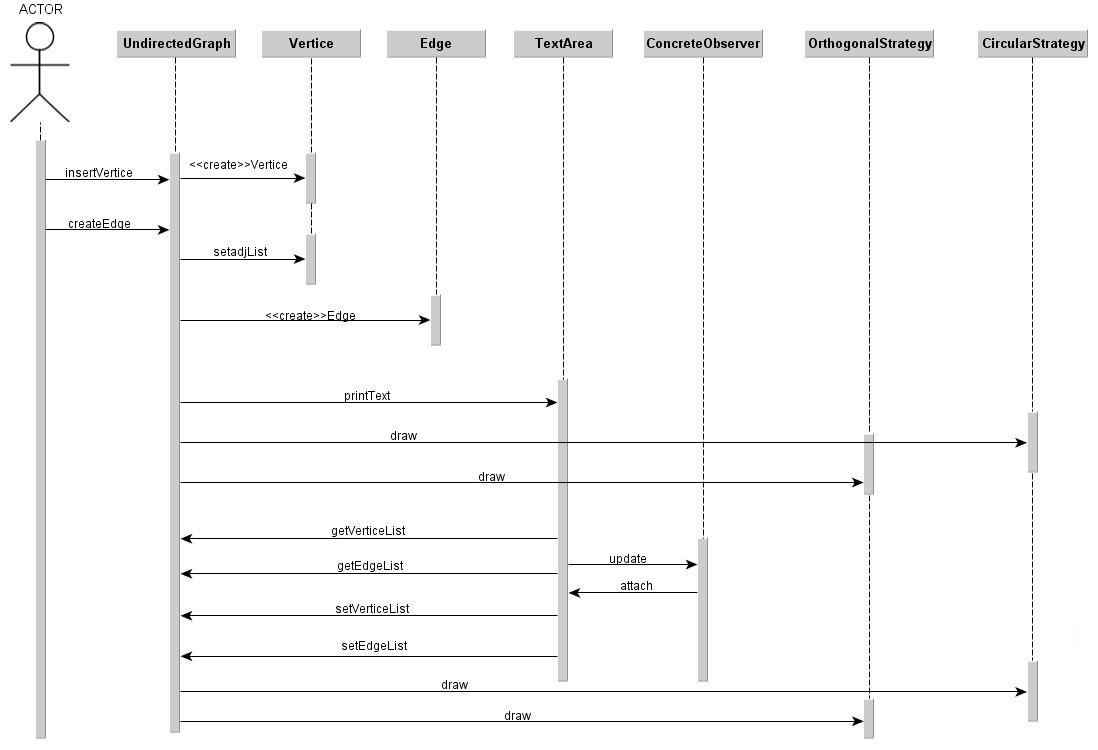 ACTOR
UndirectedGraph
Vertice
Edge
TextArea
ConcreteObserver
OrthogonalStrategy
CircularStrategy
insertVertice
<<create>>Vertice
createEdge
setadjList
<<create>>Edge
printText
draw
draw
getVerticeList
update
getEdgeList
attach
setVerticeList
setEdgeList
draw
draw